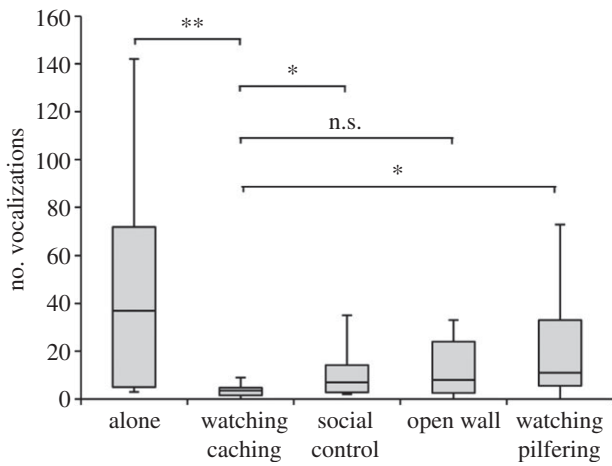 160
140
120
100
80
60
40
20
0
no. vocalizations
**
*
n.s.
*
alone
watching
caching
social
control
open wall
watching
pilfering